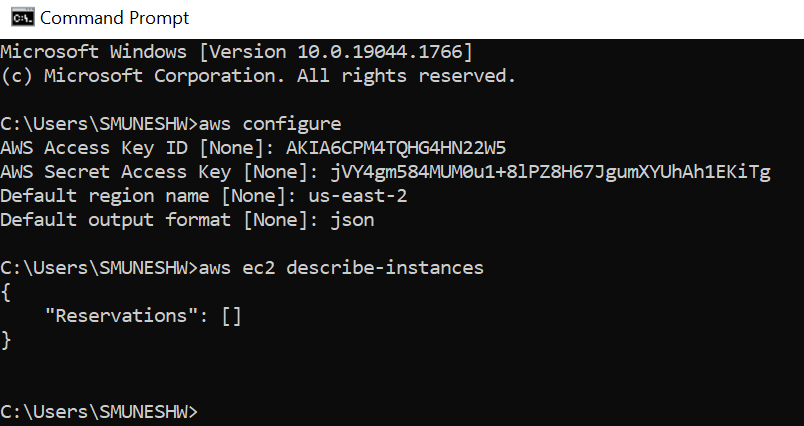 Command Prompt
Microsoft Windows [Version 10.0.19044.1766]
(c) Microsoft Corporation. All rights reserved.
C:\Users\SMUNESHW>aws configure
AWS Access Key ID [None]: AKIA6CPM4TQHG4HN22W5
AWS Secret Access Key [None]: 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
Default region name [None]: us-east-2
Default output format [None]: json
C:\Users\SMUNESHW>aws ec2 describe-instances
{
    "Reservations": []
}
C:\Users\SMUNESHW>